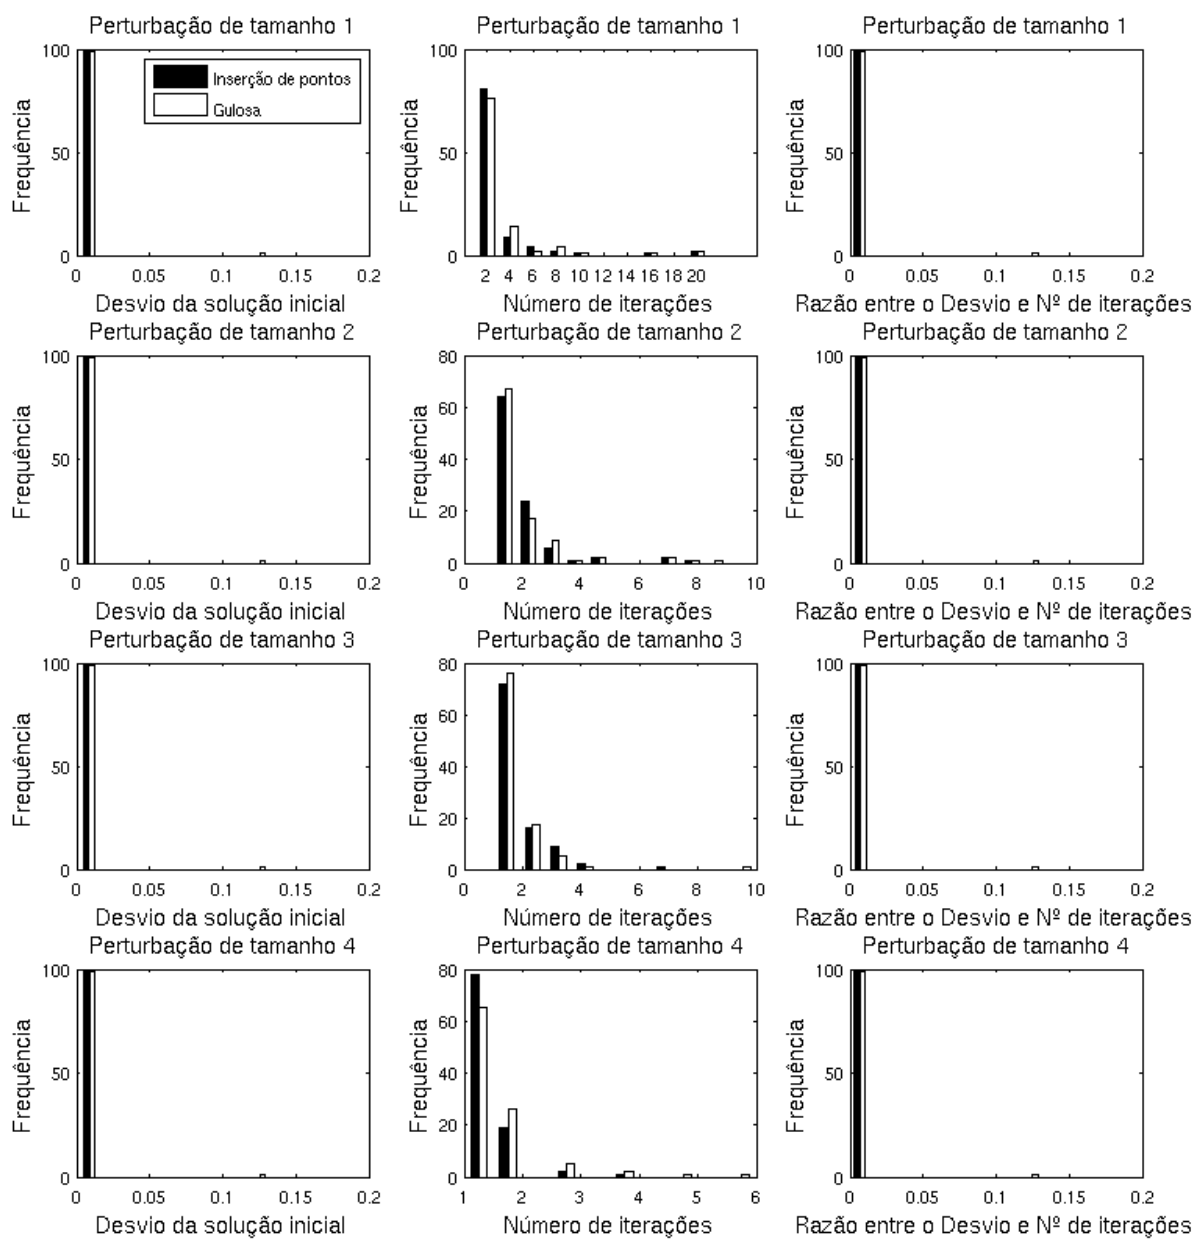 Perturbação de tamanho 1 Perturbação de tamanho 1 Perturbação de tamanho 1
100 100 100
Inserção de pontos
Gulosa
Frequência Frequência Frequência
50 50 50
0 0 0
0 0.05 0.1 0.15 0.2 2 4 6 8 10 12 14 16 18 20 0 0.05 0.1 0.15 0.2
Desvio da solução inicial Número de iterações Razão entre o Desvio e Nº de iterações
Perturbação de tamanho 2 Perturbação de tamanho 2 Perturbação de tamanho 2
100 80 100
60
Frequência Frequência Frequência
50 40 50
20
0 0 0
0 0.05 0.1 0.15 0.2 0 2 4 6 8 10 0 0.05 0.1 0.15 0.2
Desvio da solução inicial Número de iterações Razão entre o Desvio e Nº de iterações
Perturbação de tamanho 3 Perturbação de tamanho 3 Perturbação de tamanho 3
100 80 100
60
Frequência Frequência Frequência
50 40 50
20
0 0 0
0 0.05 0.1 0.15 0.2 0 2 4 6 8 10 0 0.05 0.1 0.15 0.2
Desvio da solução inicial Número de iterações Razão entre o Desvio e Nº de iterações
Perturbação de tamanho 4 Perturbação de tamanho 4 Perturbação de tamanho 4
100 80 100
60
Frequência Frequência Frequência
50 40 50
20
0 0 0
0 0.05 0.1 0.15 0.2 1 2 3 4 5 6 0 0.05 0.1 0.15 0.2
Desvio da solução inicial Número de iterações Razão entre o Desvio e Nº de iterações